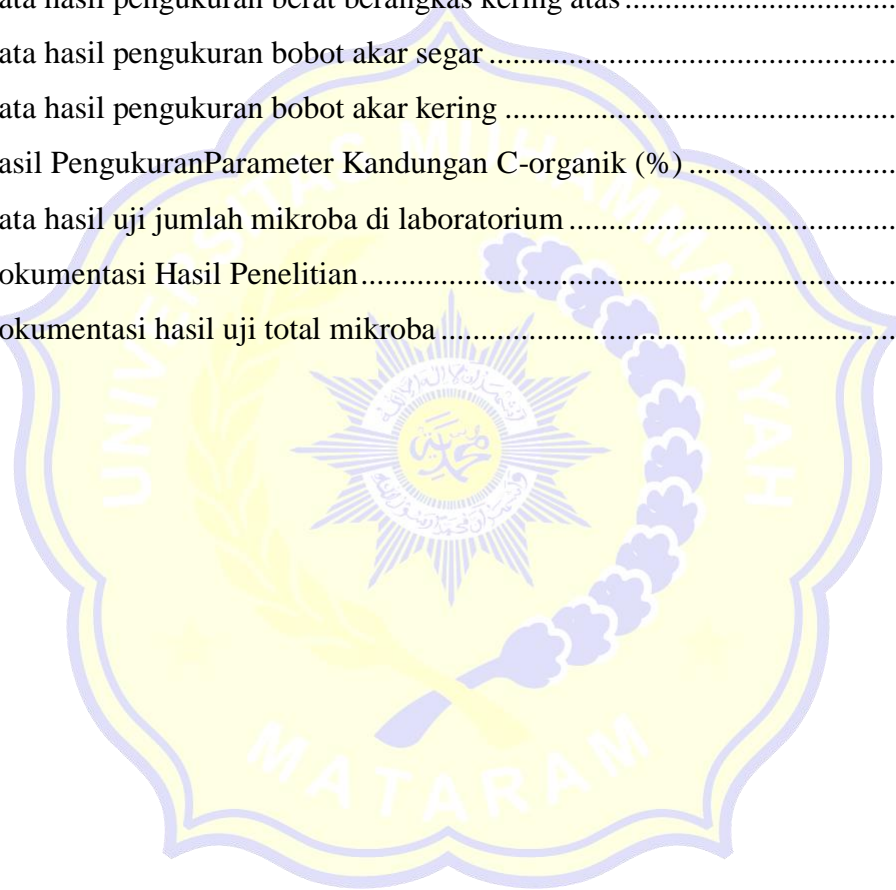 ata hasil pengukuran berat berangkas kering atas
ata hasil pengukuran bobot akar segar
ata hasil pengukuran bobot akar kering
asil PengukuranParameter Kandungan C-organik (%)
ata hasil uji jumlah mikroba di laboratorium
okumentasi Hasil Penelitian
okumentasi hasil uji total mikroba
UNIVERSITAS MUHAMMADIYAH
MATARAM